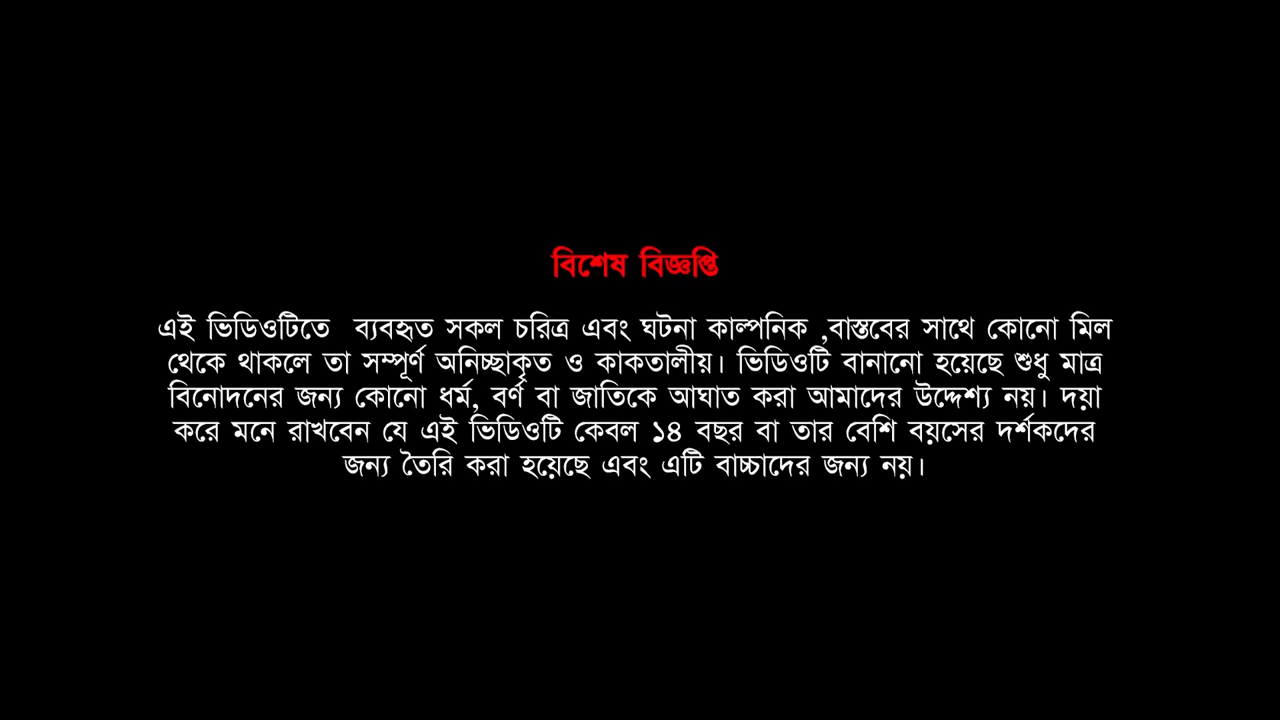 বিশেষ বিজ্ঞপ্তি
এই ভিডিওটিতে  ব্যবহৃত সকল চরিত্র এবং ঘটনা কাল্পনিক ,বাস্তবের সাথে কোনো মিল
থেকে থাকলে তা সম্পূর্ণ অনিচ্ছাকৃত ও কাকতালীয়। ভিডিওটি বানানো হয়েছে শুধু মাত্র
বিনোদনের জন্য কোনো ধর্ম, বর্ণ বা জাতিকে আঘাত করা আমাদের উদ্দেশ্য নয়। দয়া
করে মনে রাখবেন যে এই ভিডিওটি কেবল ১৪ বছর বা তার বেশি বয়সের দর্শকদের
জন্য তৈরি করা হয়েছে এবং এটি বাচ্চাদের জন্য নয়।